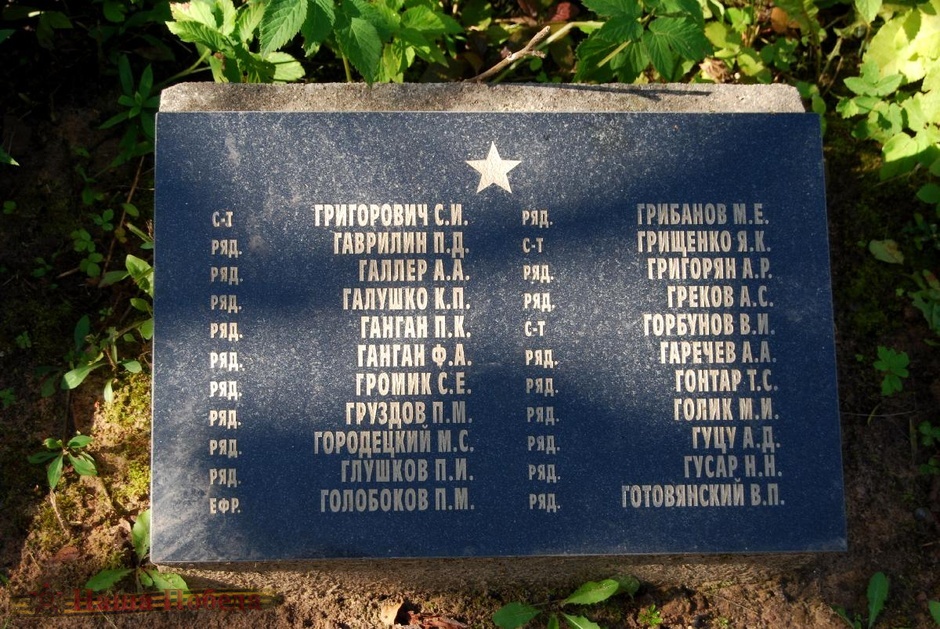 С-Т ГРИГОРОВИЧ С.И. РЯД. ГРИБАНОВ М.Е.
РЯД. ГАВРИЛИН П.Д. С-Т ГРИЩЕНКО Я.К.
РЯД. ГАЛЛЕР А.А. РЯД. ГРИГОРЯН А.Р.
РЯД. ГАЛУШКО К.П. РЯД. ГРЕКОВ А.С.
РЯД. ГАНГАН П.К. С-Т ГОРБУНОВ В.И.
РЯД. ГАНГАН Ф.А. РЯД. ГАРЕЧЕВ А.А.
РЯД. ГРОМИК С.Е. РЯД. ГОНТАР Т.С.
РЯД. ГРУЗДОВ П.М. РЯД. ГОЛИК М.И.
РЯД. ГОРОДЕЦКИЙ М.С. РЯД. ГУЦУ А.Д.
РЯД. ГЛУШКОВ П.И. РЯД. ГУСАР Н.Н.
ЕФР. ГОЛОБОКОВ П.М. РЯД. ГОТОВЯНСКИЙ В.П.
Наша Победа